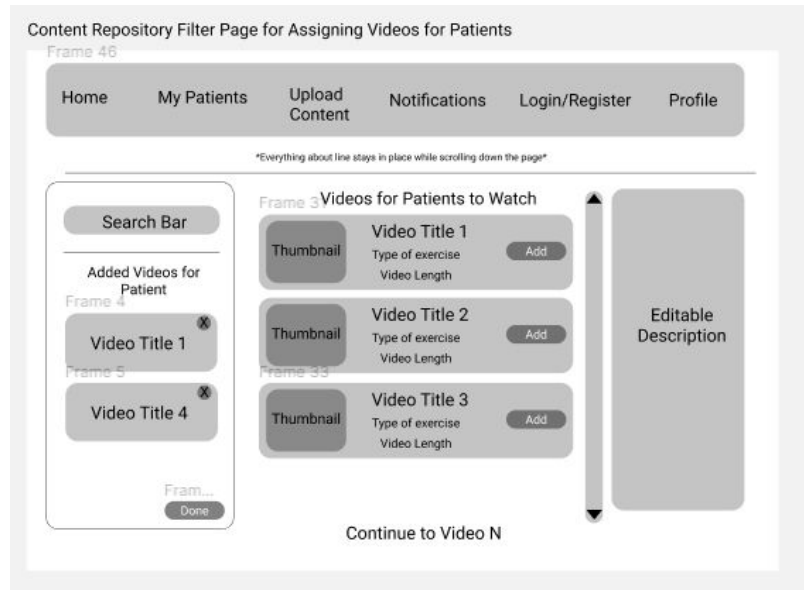 Content Repository Filter Page for Assigning Videos for Patients
Frame 46
Home
My Patients
Upload
Content
Notifications
Login/Register
Profile
*Everything about line stays in place while scrolling down the page*
Search Bar
Added Videos for
Patient
Frame 4
Video Title 1
X
Frame 5
Video Title 4
X
Fram...
Done
Frame 3
Videos for Patients to Watch
Thumbnail
Video Title 1
Type of exercise
Video Length
Add
Thumbnail
Video Title 2
Type of exercise
Video Length
Add
Frame 33
Thumbnail
Video Title 3
Type of exercise
Video Length
Add
Continue to Video N
Editable
Description